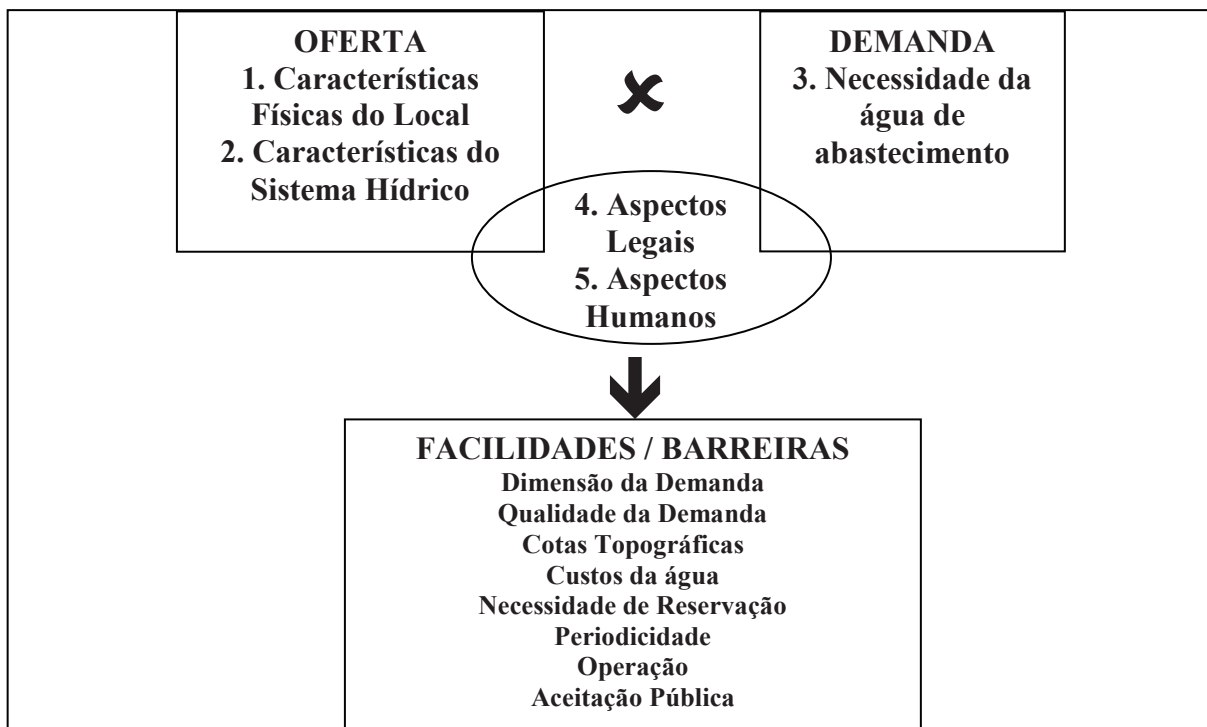 OFERTA
1. Característícas
Físicas do Local
2. Característícas do
Sistema Hídrico
DEMANDA
3. Necessidade da
água de
abastecimento
4. Aspectos
Legais
5. Aspectos
Humanos
FACILIDADES / BARREIRAS
Dimensão da Demanda
Qualidade da Demanda
Cotas Topográficas
Custos da água
Necessidade de Reservação
Periodicidade
Operação
Aceitação Pública